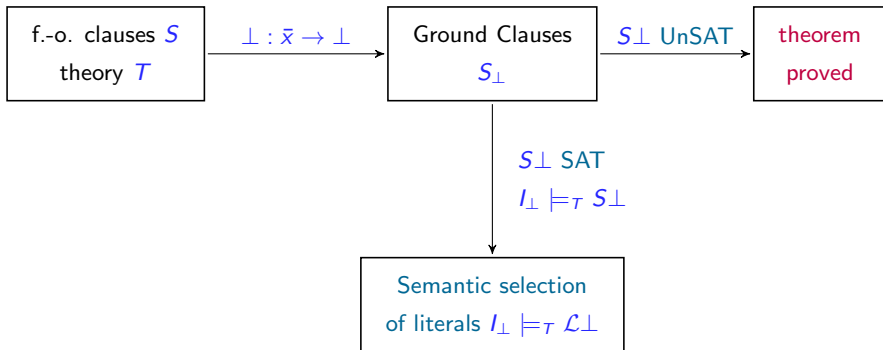 f.-o. clauses S
theory T
⊥ : x̄ → ⊥
Ground Clauses
S⊥
S⊥ UnSAT
theorem
proved
S⊥ SAT
I⊥ ⊨T S⊥
Semantic selection
of literals I⊥ ⊨T ℒ⊥